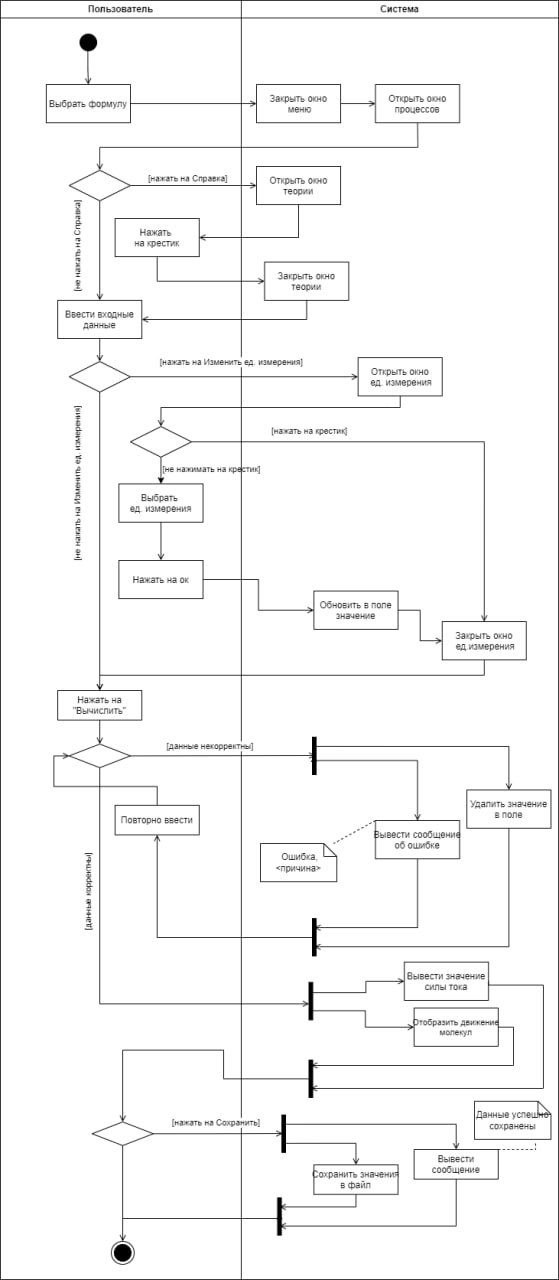 Пользователь
Система
Выбрать формулу
Закрыть окно
меню
Открыть окно
процессов
[нажать на Справка]
Открыть окно
теории
[не нажать на Справка]
Нажать
на крестик
Закрыть окно
теории
Ввести входные
данные
[нажать на Изменить ед. измерения]
Открыть окно
ед. измерения
[не нажать на Изменить ед. измерения]
[нажать на крестик]
[не нажимать на крестик]
Выбрать
ед. измерения
Нажать на ок
Обновить в поле
значение
Закрыть окно
ед.измерения
Нажать на
"Вычислить"
[данные некорректны]
Удалить значение
в поле
Повторно ввести
Вывести сообщение
об ошибке
Ошибка,
<причина>
[данные корректны]
Вывести значение
силы тока
Отобразить движение
молекул
[нажать на Сохранить]
Данные успешно
сохранены
Вывести
сообщение
Сохранить значения
в файл